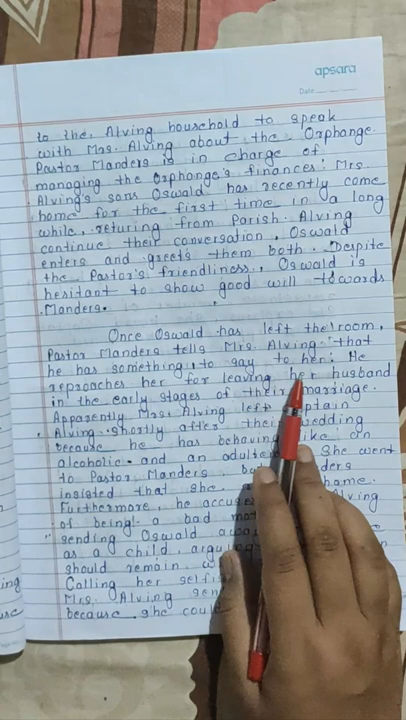 apsara
Date
to the, Alving household to speak
with Mrs. Alving about the Orphange
Pastor Manders is in charge of
managing the orphange's finances. Mrs.
Alving's sons Oswald has recently come
home for the first time in a long
while, returing from Parish. Alving
continue their conversation, Oswald
enters and greets them both. Despite
the Pastor's friendliness, Oswald is
hesitant to show good will towards
Manders.
Once Oswald has left the room,
Pastor Manders tells Mrs. Alving that
he has something to say to her. He
reproaches her for leaving her husband
in the early stages of their marriage.
Apparently Mrs. Alving left
Alving shortly after their wedding
because he has behaving like an
alcoholic and an She went
to Pastor Manders,
insisted that she home.
Furthermore, he Alving
of being a bad
sending Oswald
as a child,
should remain
Calling her
Mrs. Alving
because she
ing